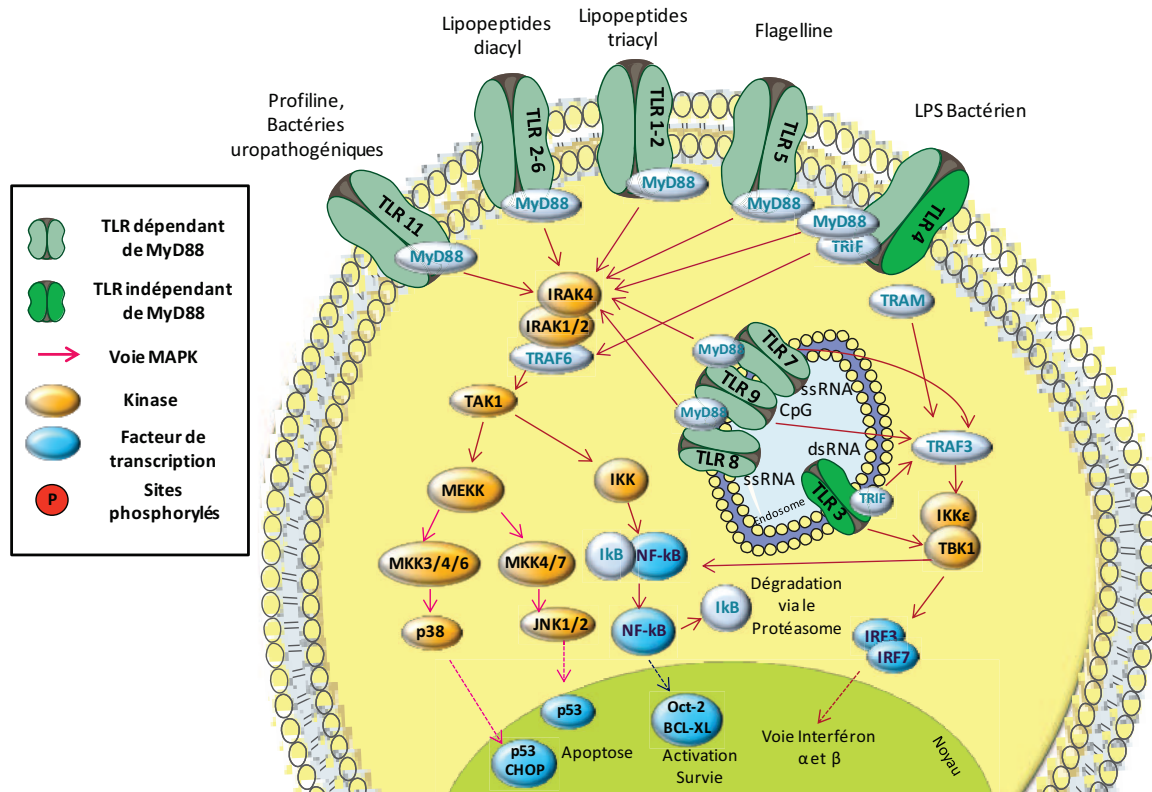 Lipopeptides
diacyl
Lipopeptides
triacyl
Flagelline
LPS Bactérien
Profiline,
Bactéries
uropathogéniques
TLR 11
TLR 2-6
TLR 1-2
TLR 5
TLR4
MyD88
MyD88
MyD88
MyD88
MyD88
TRIF
TRAM
TLR dépendant
de MyD88
TLR indépendant
de MyD88
Voie MAPK
Kinase
Facteur de
transcription
P
Sites
phosphorylés
IRAK4
IRAK1/2
TRAF6
TAK1
MEKK
IKK
MKK3/4/6
MKK4/7
IkB
NF-kB
p38
JNK1/2
NF-kB
IkB
Dégradation
via le
Protéasome
MyD88
TLR 7
ssRNA
TLR 9
CpG
MyD88
TLR 8
ssRNA
dsRNA
TLR 3
TRIF
Endosome
TRAF3
IKKε
TBK1
IRF3
IRF7
p53
p53
CHOP
Apoptose
Oct-2
BCL-XL
Activation
Survie
Voie Interféron
α et β
Noyau